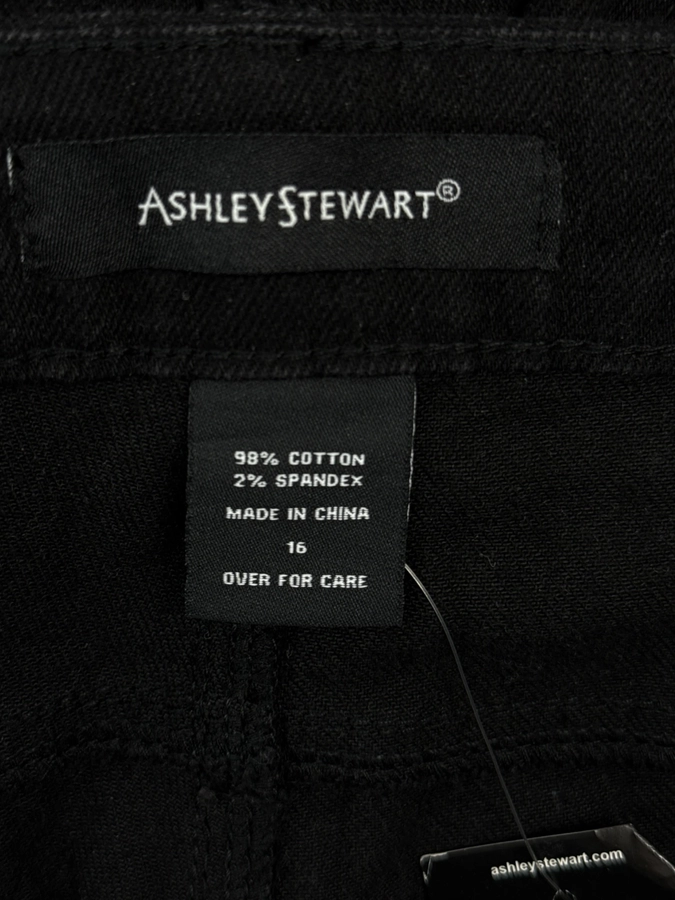 ASHLEY STEWART®
98% COTTON
2% SPANDEX
MADE IN CHINA
16
OVER FOR CARE
ashleystewart.com